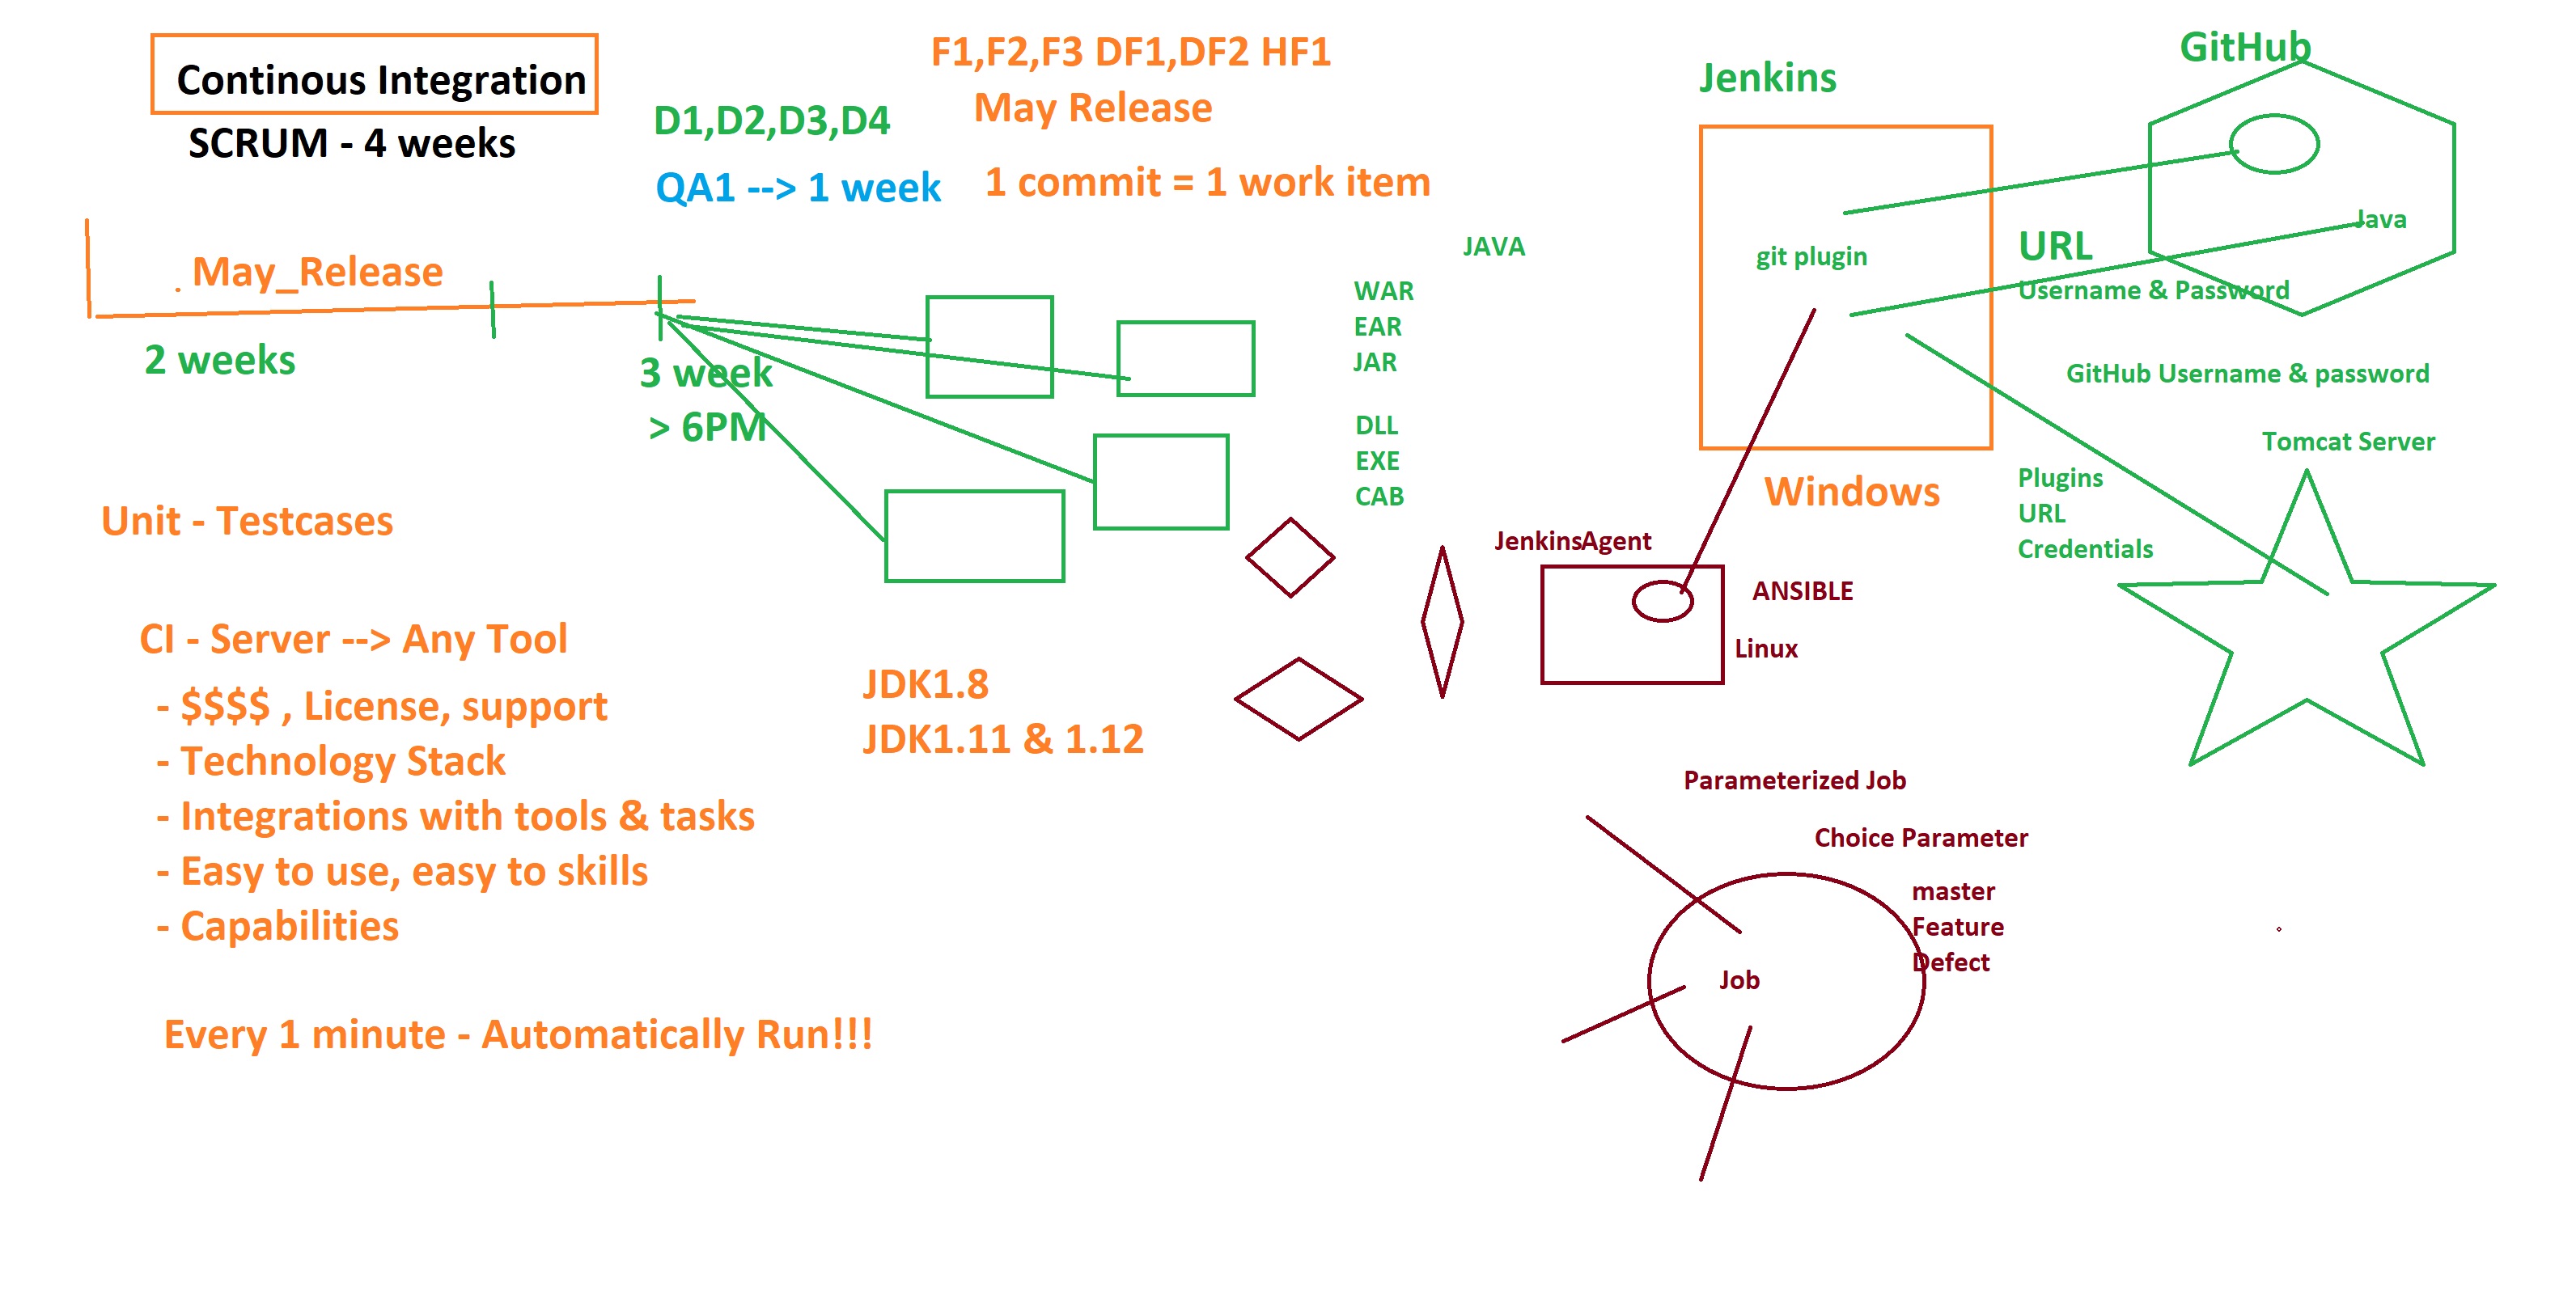 Continous Integration
SCRUM - 4 weeks
F1,F2,F3 DF1,DF2 HF1
May Release
D1,D2,D3,D4
QA1 --> 1 week
1 commit = 1 work item
May_Release
2 weeks
3 week
> 6PM
Unit - Testcases
CI - Server --> Any Tool
- $$$$ , License, support
- Technology Stack
- Integrations with tools & tasks
- Easy to use, easy to skills
- Capabilities
Every 1 minute - Automatically Run!!!
JDK1.8
JDK1.11 & 1.12
JAVA
WAR
EAR
JAR
DLL
EXE
CAB
Jenkins
git plugin
Windows
GitHub
Java
URL
Username & Password
GitHub Username & password
Tomcat Server
Plugins
URL
Credentials
JenkinsAgent
ANSIBLE
Linux
Parameterized Job
Choice Parameter
master
Feature
Defect
Job